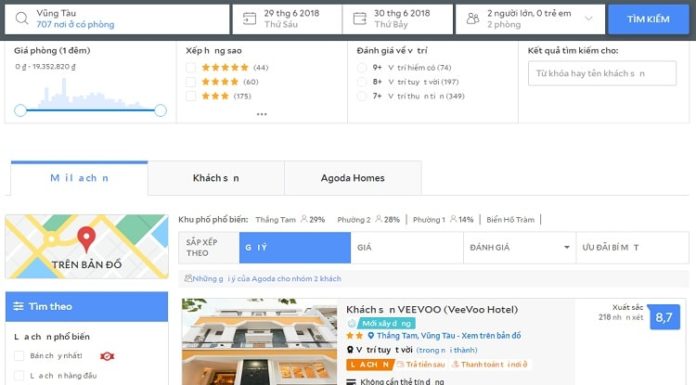 Vũng Tàu
707 nơi ở có phòng
29 thg 6 2018
Thứ Sáu
30 thg 6 2018
Thứ Bảy
2 người lớn, 0 trẻ em
2 phòng
TÌM KIẾM
Giá phòng (1 đêm)
0 ₫ - 19.352.820 ₫
Xếp h ng sao
(44)
(60)
(175)
Đánh giá về v trí
9+ V trí hiếm có (74)
8+ V trí tuy t vời (197)
7+ V trí thu n ti n (349)
Kết quả tìm kiếm cho:
Từ khóa hay tên khách s n
M i l a ch n
Khách s n
Agoda Homes
TRÊN BẢN ĐỒ
Khu phố phổ biến:
Thắng Tam 29%
Phường 2 28%
Phường 1 14%
Biển Hồ Tràm
SẮP XẾP THEO
G I Ý
GIÁ
ĐÁNH GIÁ
ƯU ĐÃI BÍ M T
Những g i ý của Agoda cho nhóm 2 khách
Tìm theo
L a ch n phổ biến
Bán chạy nhất!
L a ch n hàng đầu
Khách s n VEEVOO (VeeVoo Hotel)
Mới xây d ng
Thắng Tam, Vũng Tàu - Xem trên bản đồ
V trí tuy t vời (trong n i thành)
L A CH N Trả tiền sau Thanh toán t i nơi ở
Không cần thẻ tín d ng
Xuất sắc
218 nh n xét
8,7